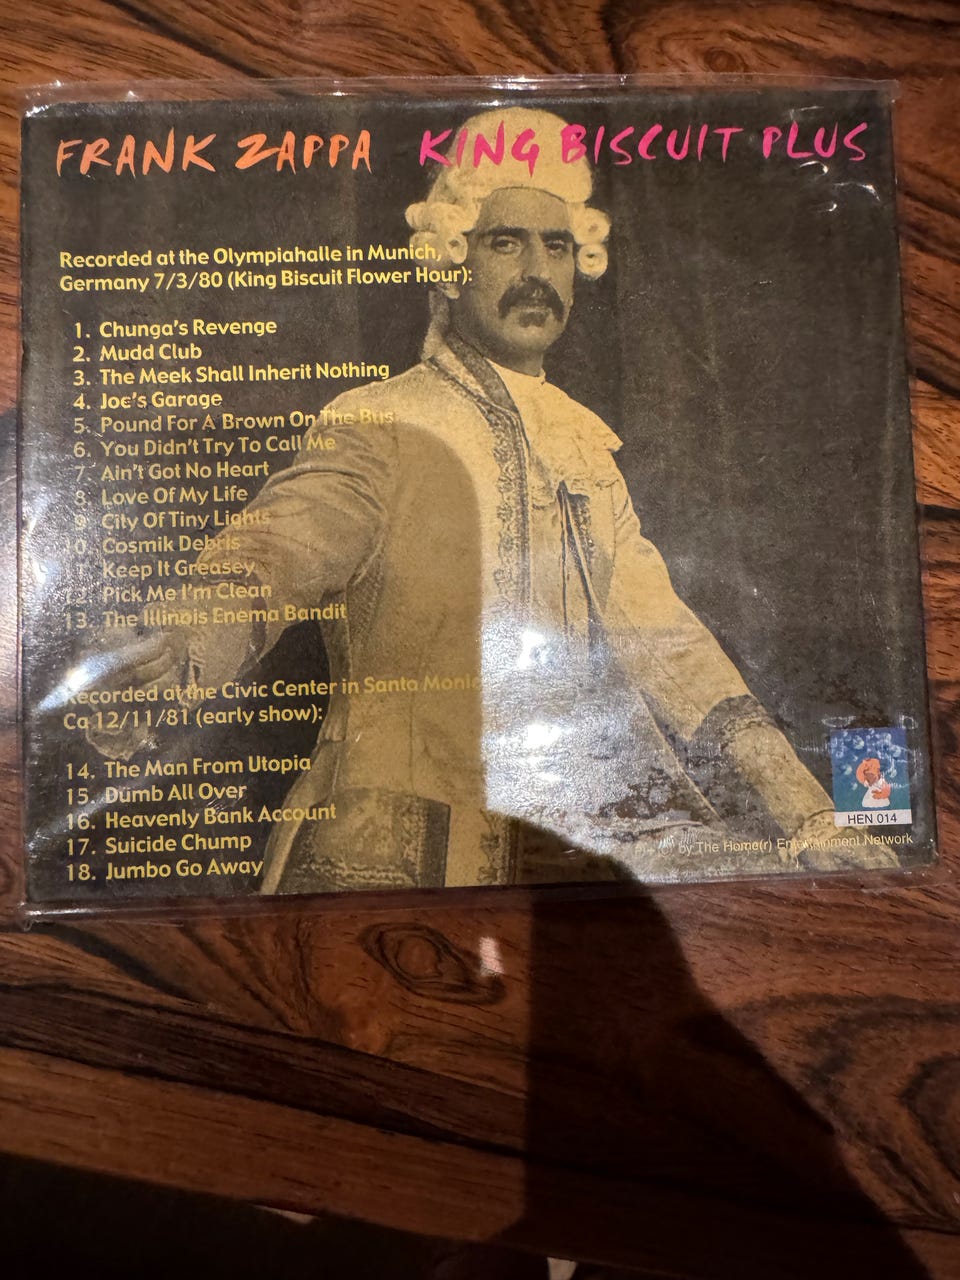 FRANK ZAPPA KING BISCUIT PLUS
Recorded at the Olympiahalle in Munich,
Germany 7/3/80 (King Biscuit Flower Hour):
1. Chunga's Revenge
2. Mudd Club
3. The Meek Shall Inherit Nothing
4. Joe's Garage
5. Pound For A Brown On The Bus
6. You Didn't Try To Call Me
7. Ain't Got No Heart
8. Love Of My Life
9. City Of Tiny Lights
10. Cosmik Debris
11. Keep It Greasey
12. Pick Me I'm Clean
13. The Illinois Enema Bandit
Recorded at the Civic Center in Santa Monica
Ca 12/11/81 (early show):
14. The Man From Utopia
15. Dumb All Over
16. Heavenly Bank Account
17. Suicide Chump
18. Jumbo Go Away
HEN 014
by The Home(r) Entertainment Network